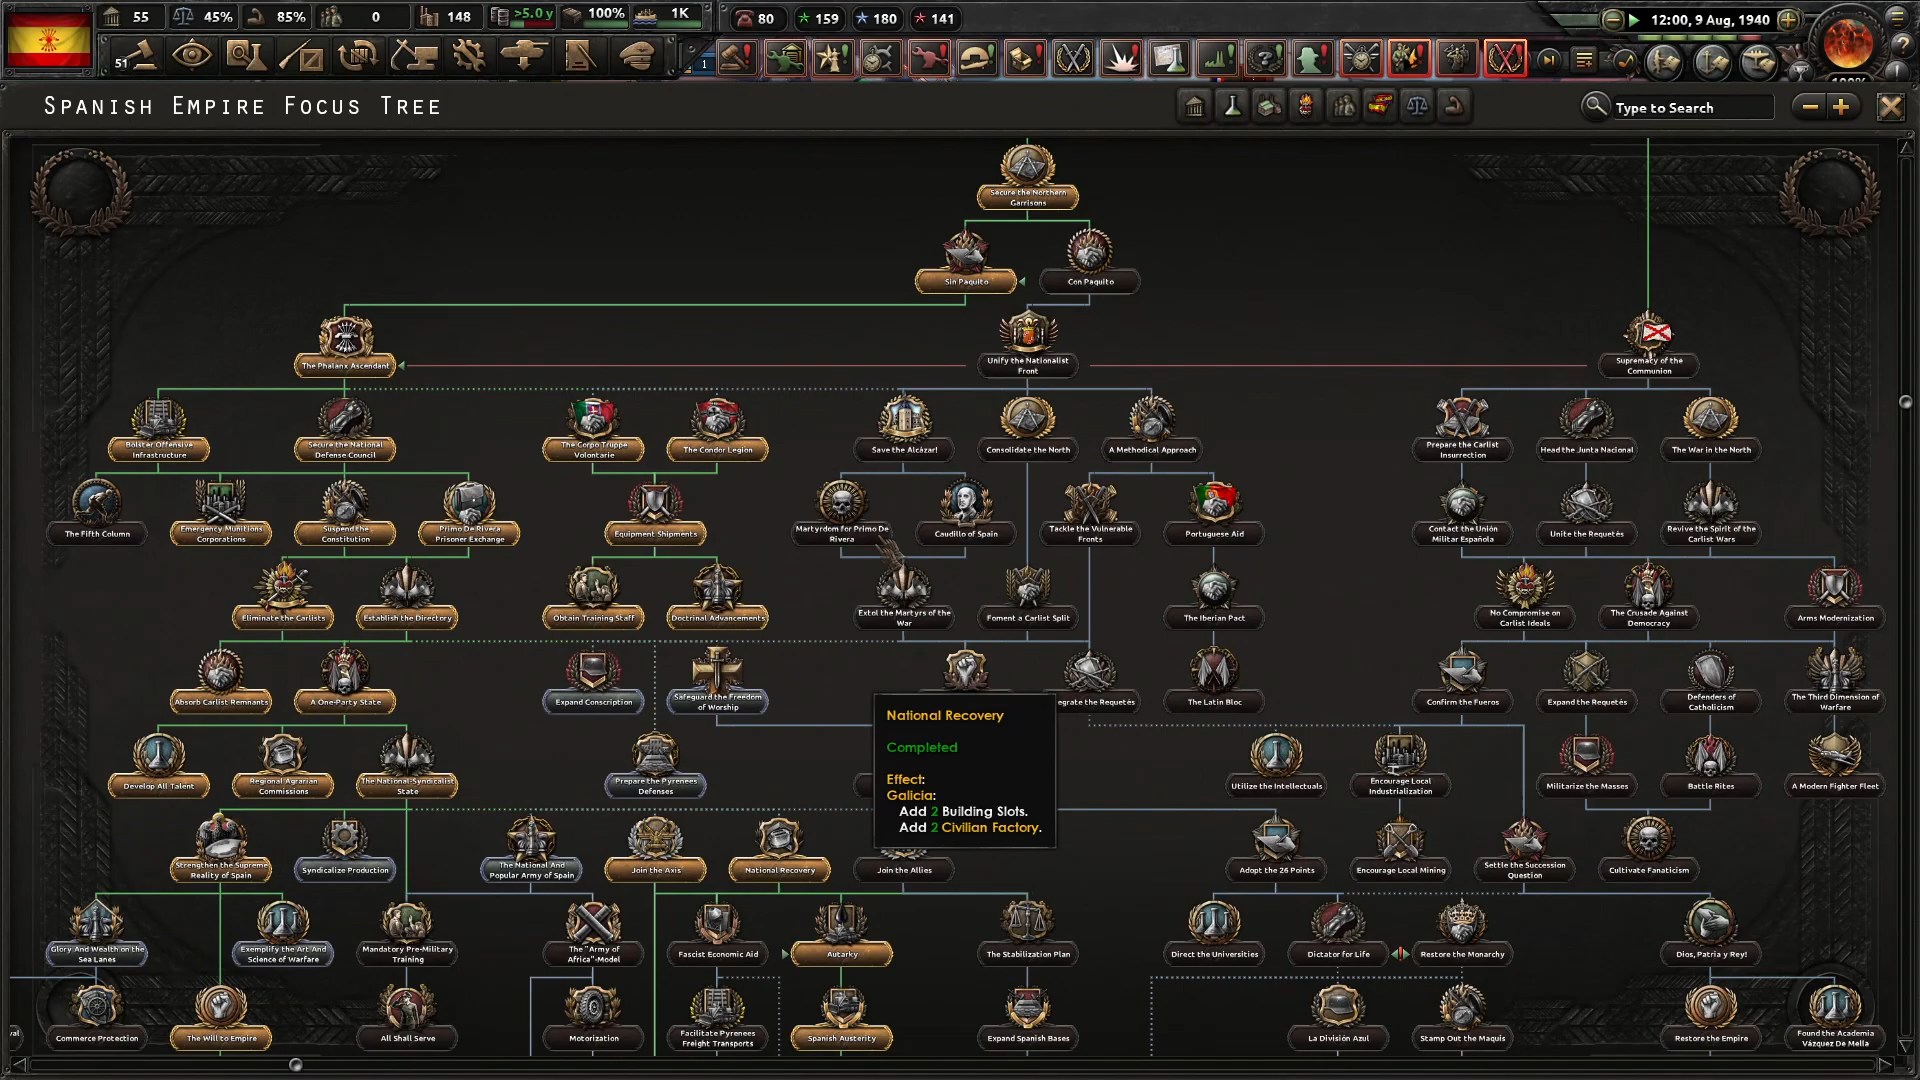 55
45%
85%
0
148
>5.0 y
100%
1K
80
159
180
141
12:00, 9 Aug, 1940
51
1
100%
Spanish Empire Focus Tree
Type to Search
Secure the Northern
Garrisons
Sin Paquito
Con Paquito
The Phalanx Ascendant
Unify the Nationalist
Front
Supremacy of the
Communion
Bolster Offensive
Infrastructure
Secure the National
Defense Council
The Corpo Truppe
Volontarie
The Condor Legion
Save the Alcázar!
Consolidate the North
A Methodical Approach
Prepare the Carlist
Insurrection
Head the Junta Nacional
The War in the North
The Fifth Column
Emergency Munitions
Corporations
Suspend the
Constitution
Primo De Rivera
Prisoner Exchange
Equipment Shipments
Martyrdom for Primo De
Rivera
Caudillo of Spain
Tackle the Vulnerable
Fronts
Portuguese Aid
Contact the Unión
Militar Española
Unite the Requetés
Revive the Spirit of the
Carlist Wars
Eliminate the Carlists
Establish the Directory
Obtain Training Staff
Doctrinal Advancements
Extol the Martyrs of the
War
Foment a Carlist Split
The Iberian Pact
No Compromise on
Carlist Ideals
The Crusade Against
Democracy
Arms Modernization
Absorb Carlist Remnants
A One-Party State
Expand Conscription
Safeguard the Freedom
of Worship
egrate the Requetés
The Latin Bloc
Confirm the Fueros
Expand the Requetés
Defenders of
Catholicism
The Third Dimension of
Warfare
National Recovery
Completed
Effect:
Galicia:
Add 2 Building Slots.
Add 2 Civilian Factory.
Develop All Talent
Regional Agrarian
Commissions
The National-Syndicalist
State
Prepare the Pyrenees
Defenses
Utilize the Intellectuals
Encourage Local
Industrialization
Militarize the Masses
Battle Rites
A Modern Fighter Fleet
Strengthen the Supreme
Reality of Spain
Syndicalize Production
The National And
Popular Army of Spain
Join the Axis
National Recovery
Join the Allies
Adopt the 26 Points
Encourage Local Mining
Settle the Succession
Question
Cultivate Fanaticism
Glory And Wealth on the
Sea Lanes
Exemplify the Art And
Science of Warfare
Mandatory Pre-Military
Training
The "Army of
Africa"-Model
Fascist Economic Aid
Autarky
The Stabilization Plan
Direct the Universities
Dictator for Life
Restore the Monarchy
Dios, Patria y Rey!
Commerce Protection
The Will to Empire
All Shall Serve
Motorization
Facilitate Pyrenees
Freight Transports
Spanish Austerity
Expand Spanish Bases
La División Azul
Stamp Out the Maquis
Restore the Empire
Found the Academia
Vázquez De Mella